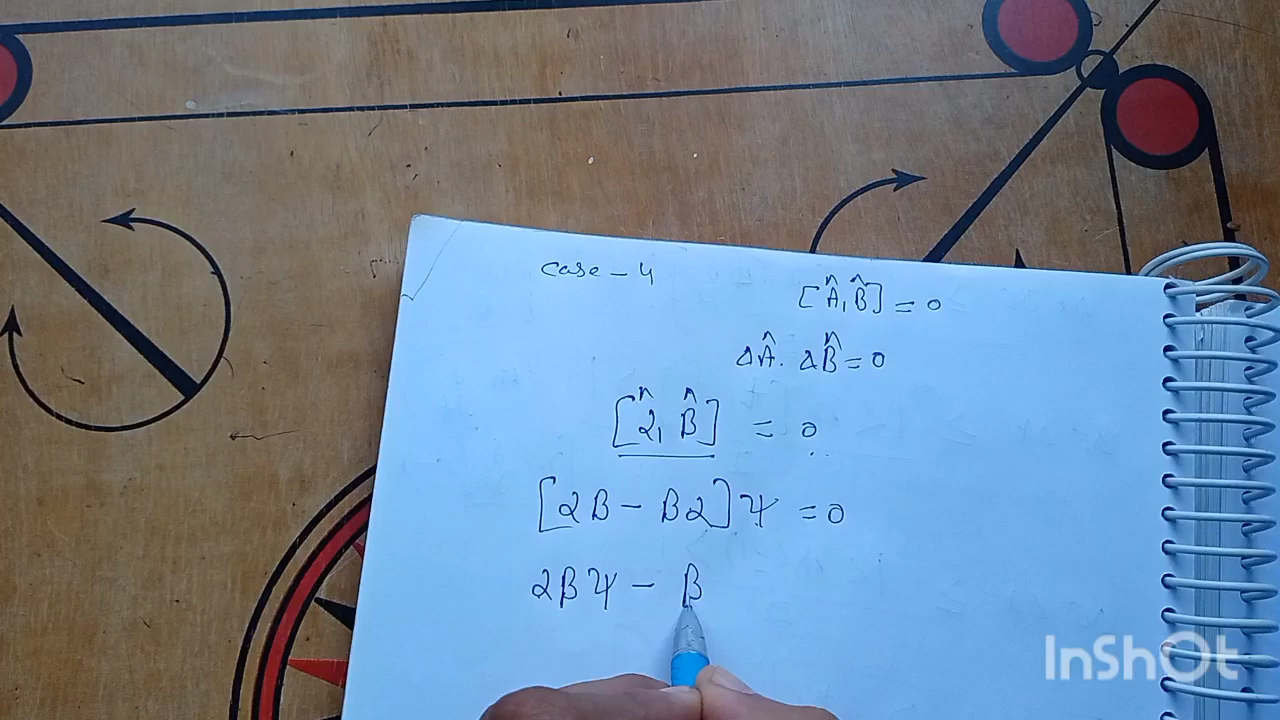 case - 4
[Â, B̂] = 0
ΔÂ. ΔB̂ = 0
[α̂, β̂] = 0
[αβ - βα]ψ = 0
αβψ - β
InShOt